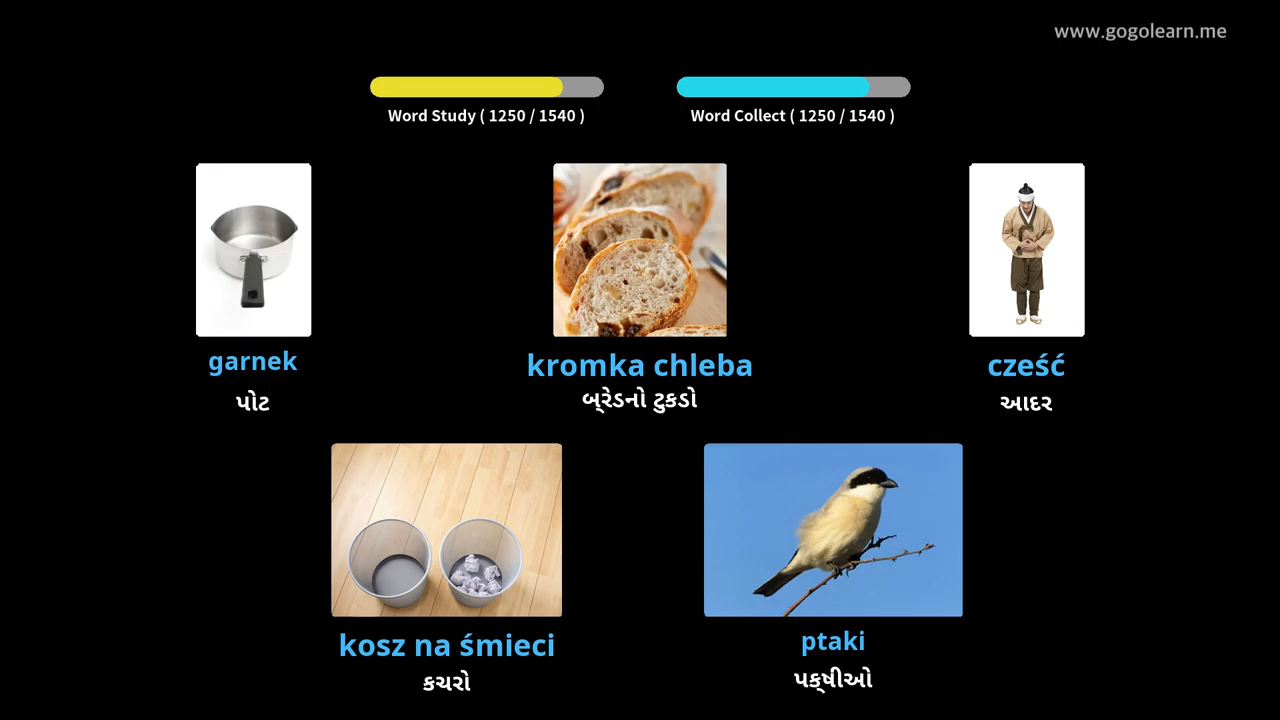 www.gogolearn.me
Word Study ( 1250 / 1540 )
Word Collect ( 1250 / 1540 )
garnek
પોટ
kromka chleba
બ્રેડનો ટુકડો
cześć
આદર
kosz na śmieci
કચરો
ptaki
પક્ષીઓ